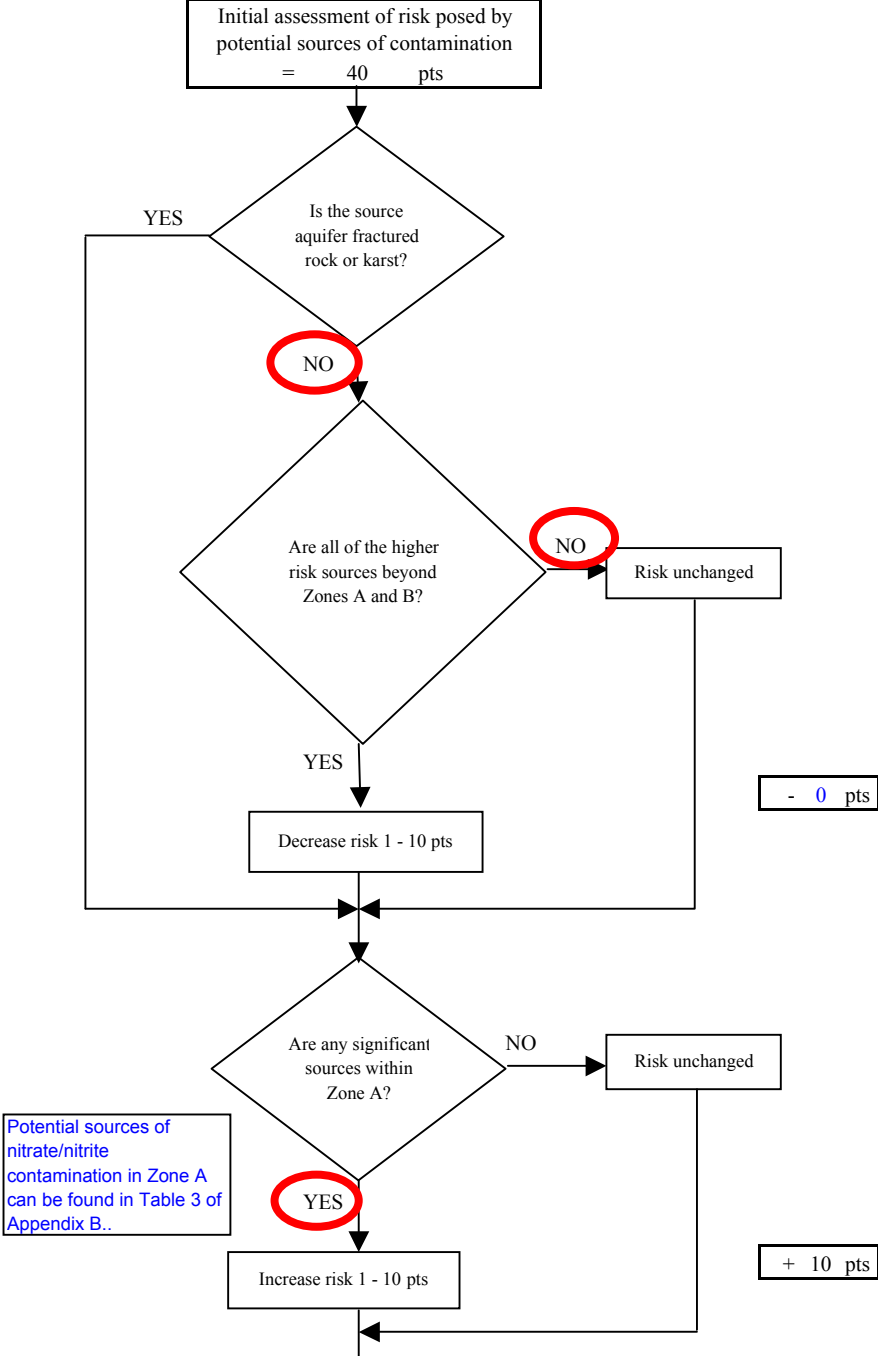 Initial assessment of risk posed by
potential sources of contamination
= 40 pts
Is the source
aquifer fractured
rock or karst?
YES
NO
Are all of the higher
risk sources beyond
Zones A and B?
NO
Risk unchanged
YES
- 0 pts
Decrease risk 1 - 10 pts
Are any significant
sources within
Zone A?
NO
Risk unchanged
Potential sources of
nitrate/nitrite
contamination in Zone A
can be found in Table 3 of
Appendix B..
YES
+ 10 pts
Increase risk 1 - 10 pts